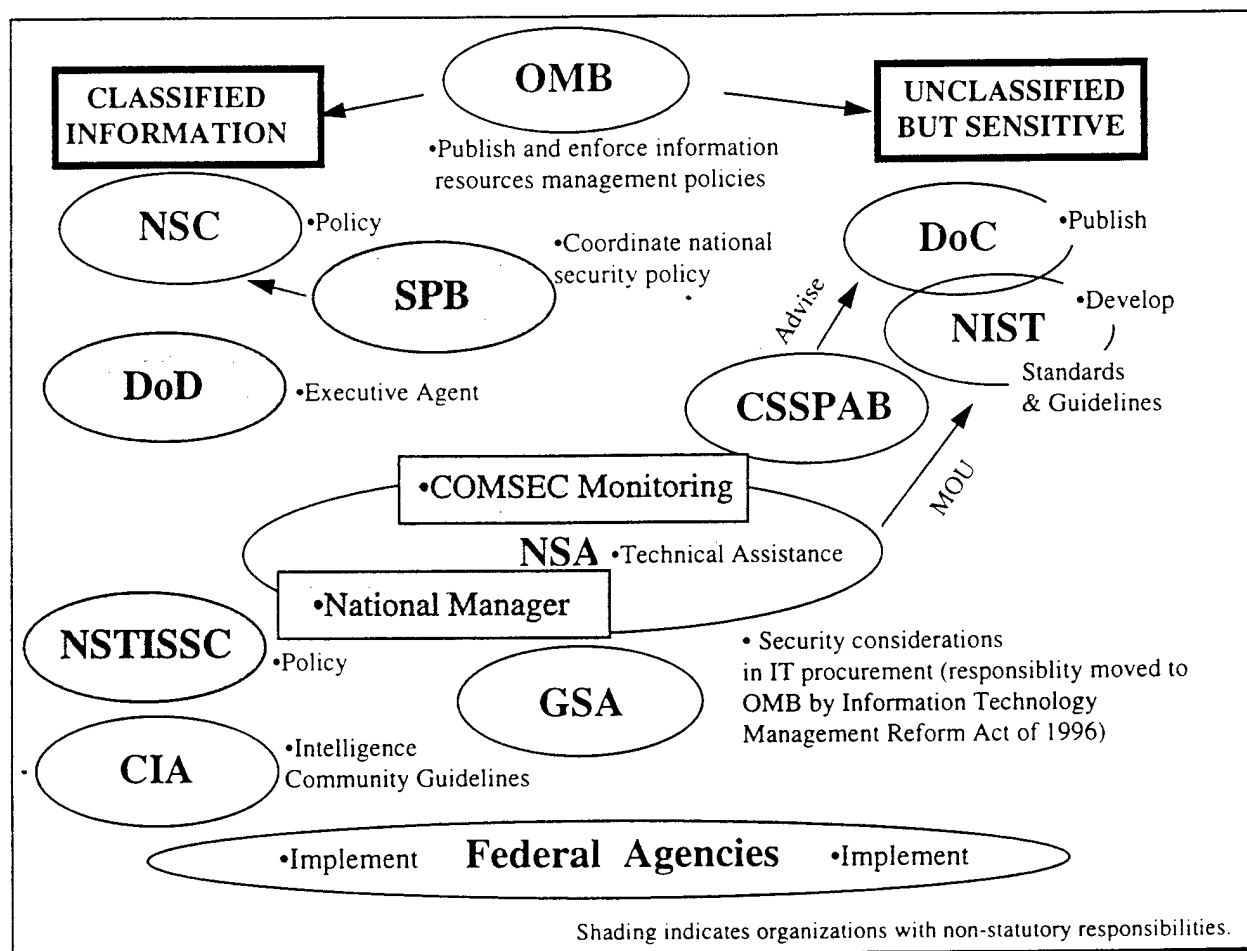 OMB
CLASSIFIED
INFORMATION
UNCLASSIFIED
BUT SENSITIVE
•Publish and enforce information
resources management policies
NSC
•Policy
DoC
•Publish
•Coordinate national
security policy
SPB
Advise
•Develop
NIST
Standards
& Guidelines
DoD
•Executive Agent
CSSPAB
•COMSEC Monitoring
MOU
NSA •Technical Assistance
•National Manager
NSTISSC
•Policy
GSA
• Security considerations
in IT procurement (responsiblity moved to
OMB by Information Technology
Management Reform Act of 1996)
CIA
•Intelligence
Community Guidelines
•Implement Federal Agencies •Implement
Shading indicates organizations with non-statutory responsibilities.